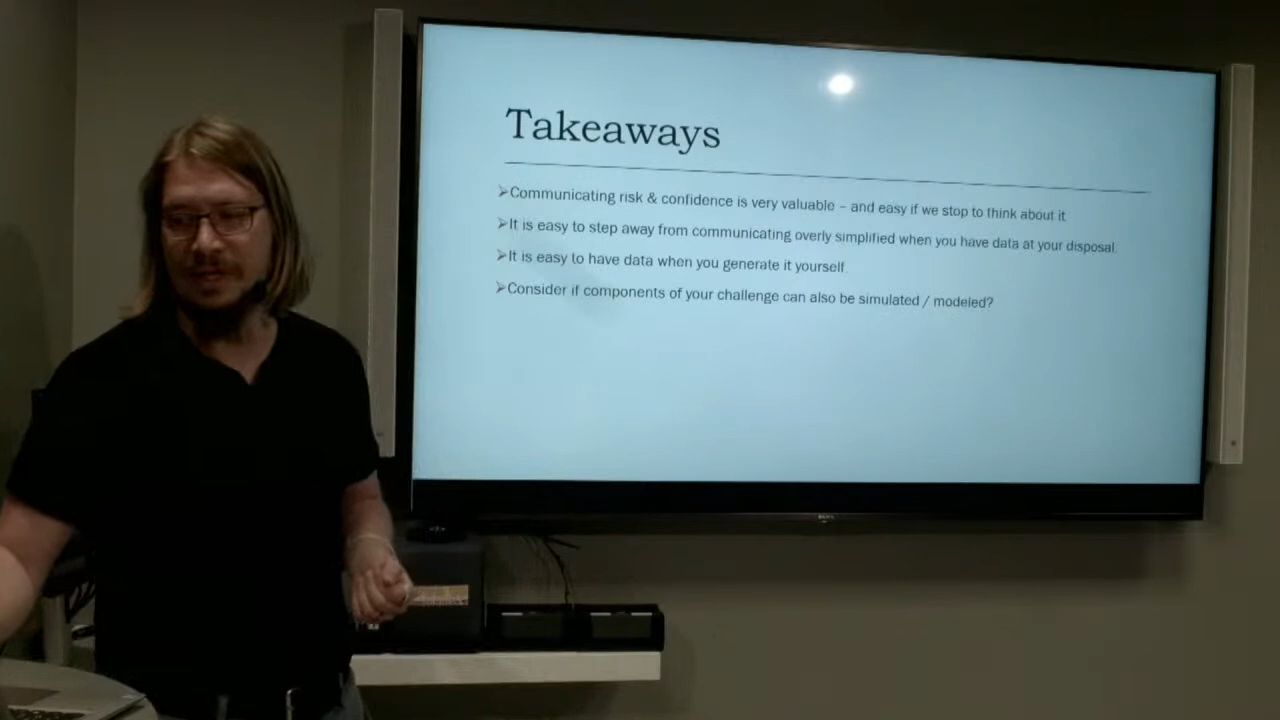 Takeaways
➢Communicating risk & confidence is very valuable – and easy if we stop to think about it
➢It is easy to step away from communicating overly simplified when you have data at your disposal.
➢It is easy to have data when you generate it yourself.
➢Consider if components of your challenge can also be simulated / modeled?